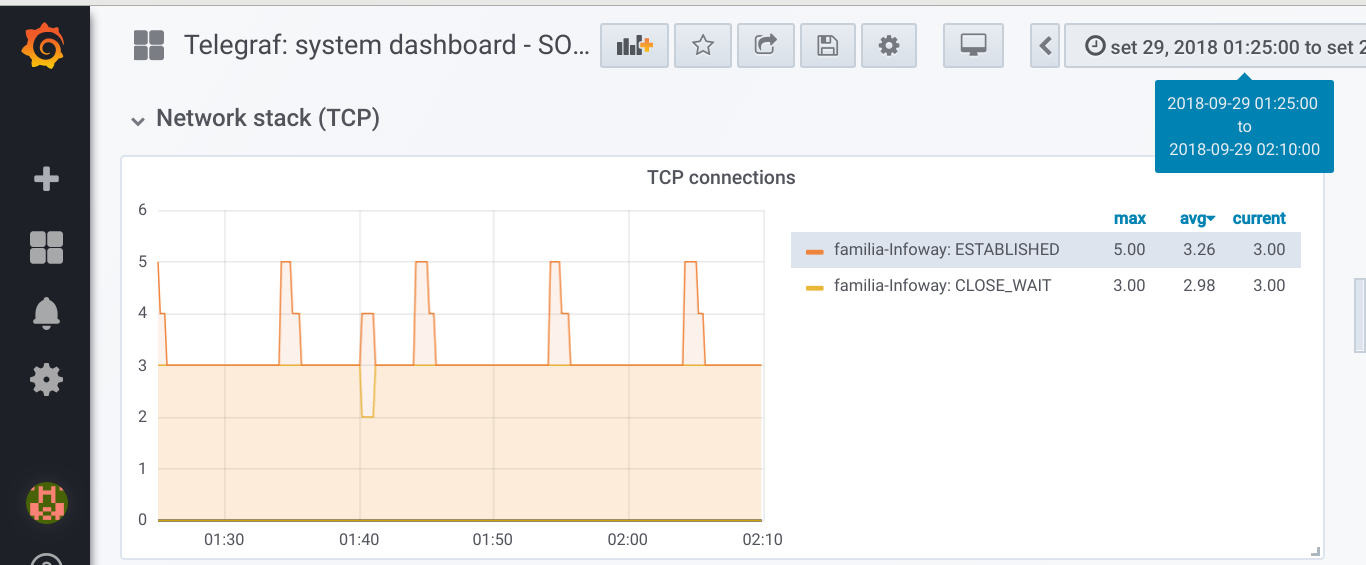 Telegraf: system dashboard - SO...
set 29, 2018 01:25:00 to set 2
2018-09-29 01:25:00
to
2018-09-29 02:10:00
Network stack (TCP)
TCP connections
6
5
4
3
2
1
0
01:30 01:40 01:50 02:00 02:10
max avg current
familia-Infoway: ESTABLISHED 5.00 3.26 3.00
familia-Infoway: CLOSE_WAIT 3.00 2.98 3.00